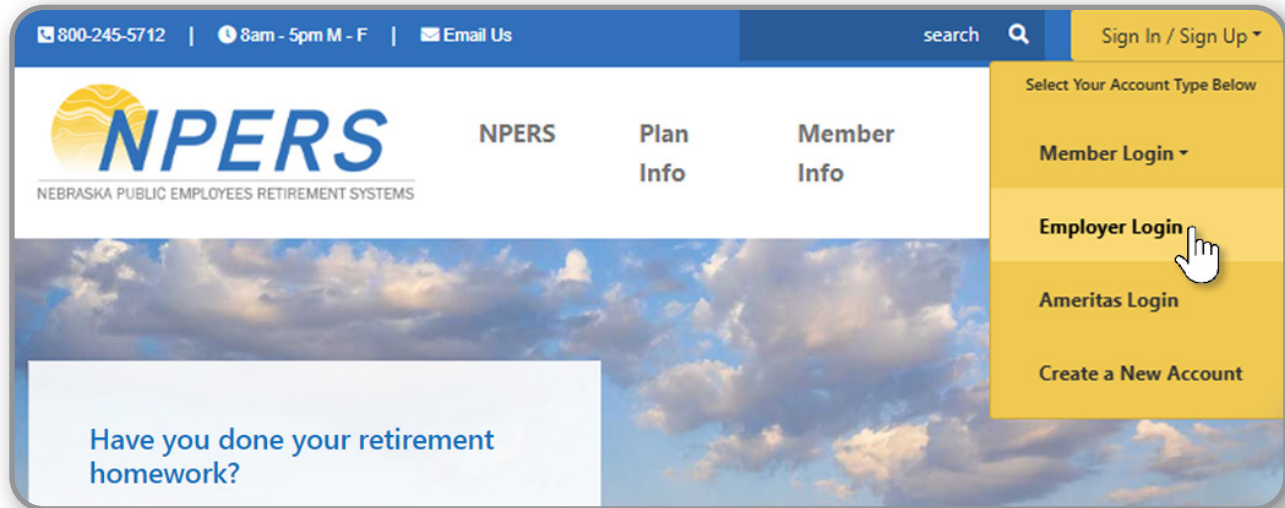 800-245-5712 | 8am - 5pm M - F | Email Us
search
Sign In / Sign Up
Select Your Account Type Below
Member Login
Employer Login
Ameritas Login
Create a New Account
NPERS
NEBRASKA PUBLIC EMPLOYEES RETIREMENT SYSTEMS
NPERS
Plan
Info
Member
Info
Have you done your retirement
homework?